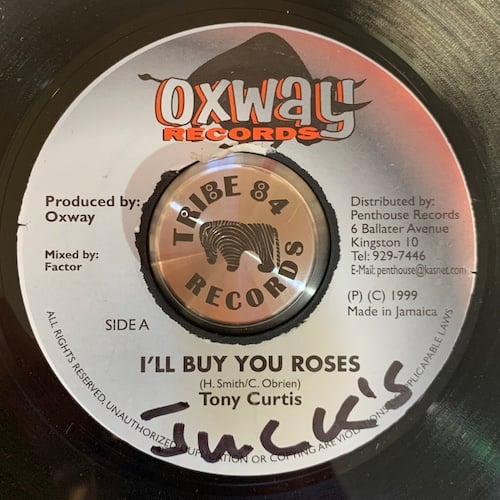 oxway
RECORDS
Produced by:
Oxway
Mixed by:
Factor
SIDE A
TRIBE 84
RECORDS
Distributed by:
Penthouse Records
6 Ballater Avenue
Kingston 10
Tel: 929-7446
E-Mail: penthouse@kasnet.com
(P) (C) 1999
Made in Jamaica
I'LL BUY YOU ROSES
(H. Smith/C. Obrien)
Tony Curtis
JUCK'S
ALL RIGHTS RESERVED, UNAUTHORIZED OR COPYING APPLICABLE LAWS